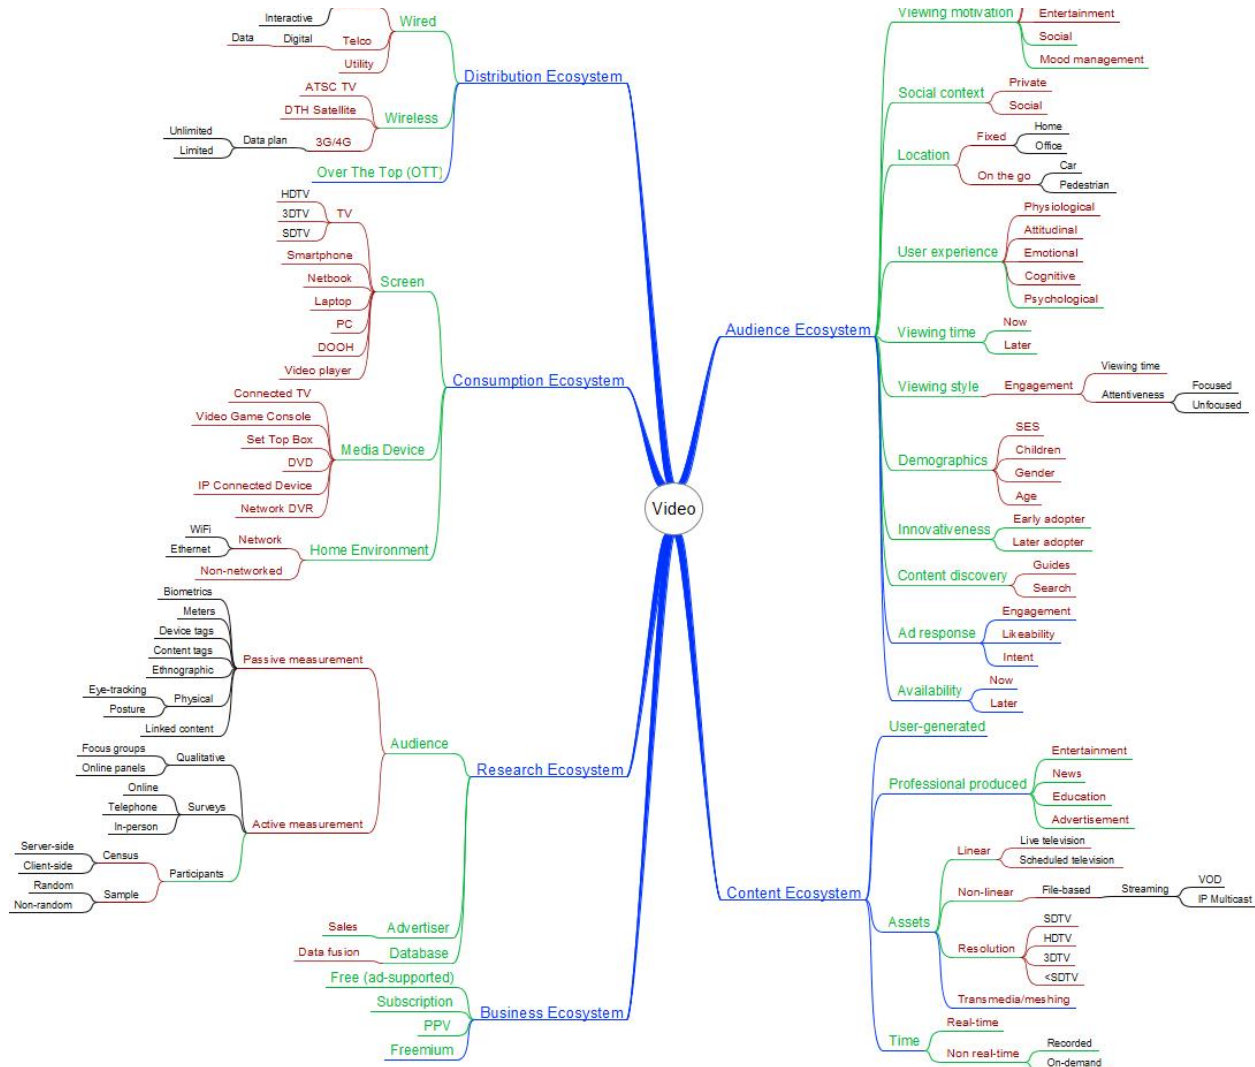 Interactive
Wired
Data
Digital
Telco
Utility
Distribution Ecosystem
ATSC TV
DTH Satellite
Wireless
Unlimited
Limited
Data plan
3G/4G
Over The Top (OTT)
HDTV
3DTV
SDTV
TV
Smartphone
Netbook
Screen
Laptop
PC
DOOH
Video player
Consumption Ecosystem
Connected TV
Video Game Console
Set Top Box
Media Device
DVD
IP Connected Device
Network DVR
WiFi
Ethernet
Network
Home Environment
Non-networked
Biometrics
Meters
Device tags
Content tags
Passive measurement
Ethnographic
Eye-tracking
Posture
Physical
Linked content
Audience
Focus groups
Online panels
Qualitative
Research Ecosystem
Online
Telephone
In-person
Surveys
Active measurement
Server-side
Client-side
Census
Participants
Random
Non-random
Sample
Sales
Advertiser
Data fusion
Database
Free (ad-supported)
Subscription
PPV
Freemium
Business Ecosystem
Video
Viewing motivation
Entertainment
Social
Mood management
Social context
Private
Social
Location
Fixed
Home
Office
On the go
Car
Pedestrian
User experience
Physiological
Attitudinal
Emotional
Cognitive
Psychological
Audience Ecosystem
Viewing time
Now
Later
Viewing style
Engagement
Viewing time
Attentiveness
Focused
Unfocused
Demographics
SES
Children
Gender
Age
Innovativeness
Early adopter
Later adopter
Content discovery
Guides
Search
Ad response
Engagement
Likeability
Intent
Availability
Now
Later
User-generated
Professional produced
Entertainment
News
Education
Advertisement
Content Ecosystem
Assets
Linear
Live television
Scheduled television
Non-linear
File-based
Streaming
VOD
IP Multicast
Resolution
SDTV
HDTV
3DTV
<SDTV
Transmedia/meshing
Time
Real-time
Non real-time
Recorded
On-demand